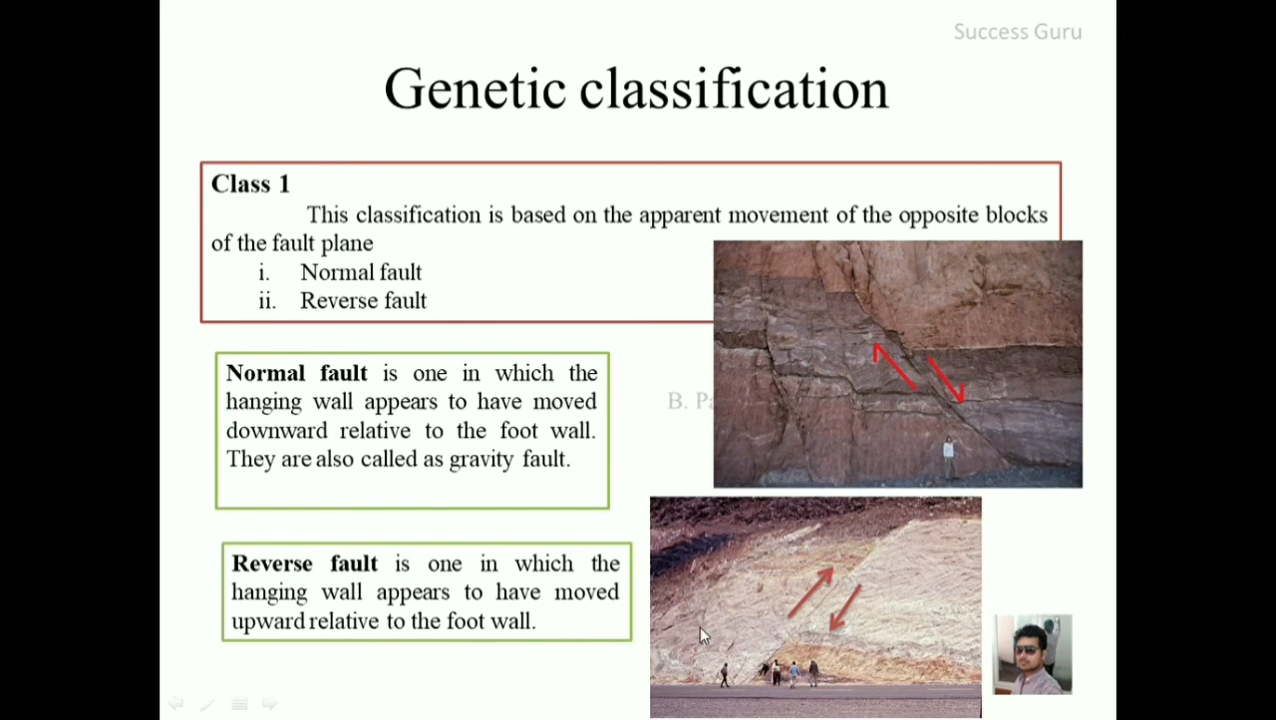 Success Guru
Genetic classification
Class 1
This classification is based on the apparent movement of the opposite blocks
of the fault plane
i. Normal fault
ii. Reverse fault
Normal fault is one in which the
hanging wall appears to have moved
downward relative to the foot wall.
They are also called as gravity fault.
B.
Reverse fault is one in which the
hanging wall appears to have moved
upward relative to the foot wall.